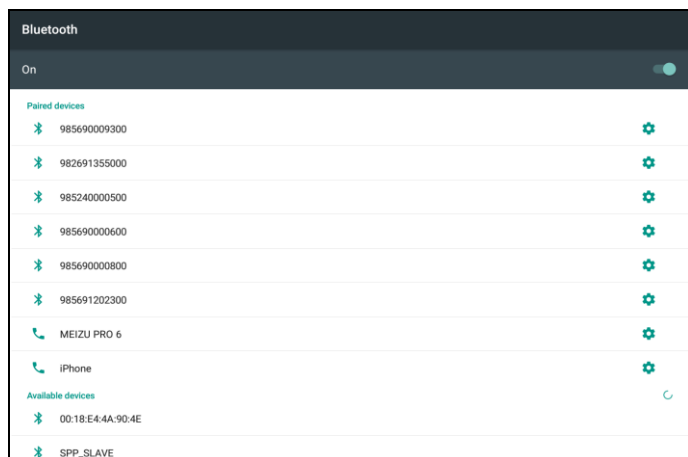 Bluetooth
On
Paired devices
985690009300
982691355000
985240000500
985690000600
985690000800
985691202300
MEIZU PRO 6
iPhone
Available devices
00:18:E4:4A:90:4E
SPP_SLAVE